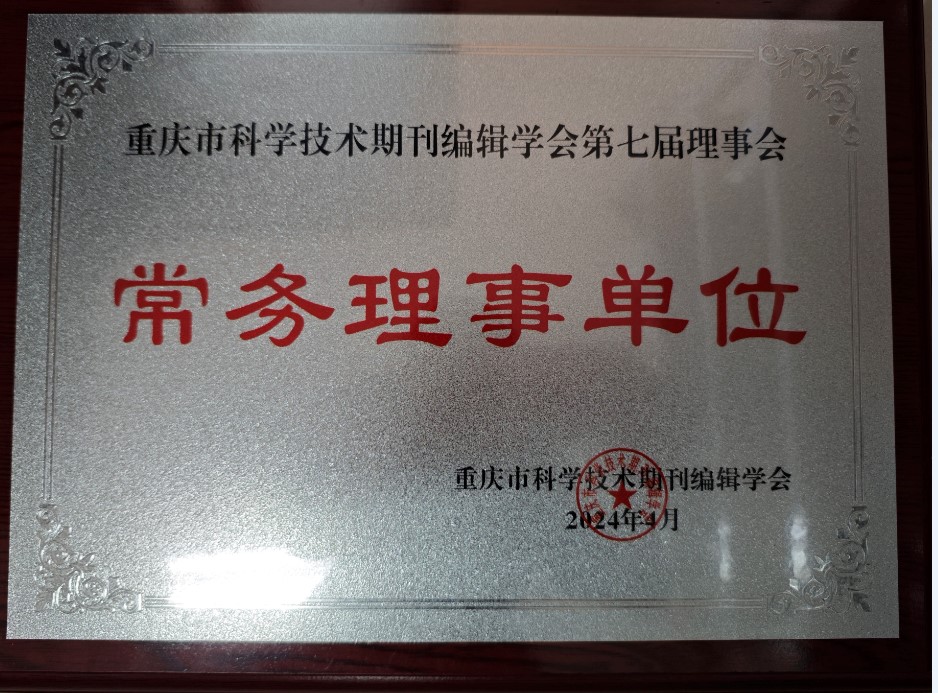 重庆市科学技术期刊编辑学会第七届理事会
常务理事单位
重庆市科学技术期刊编辑学会
2024年4月